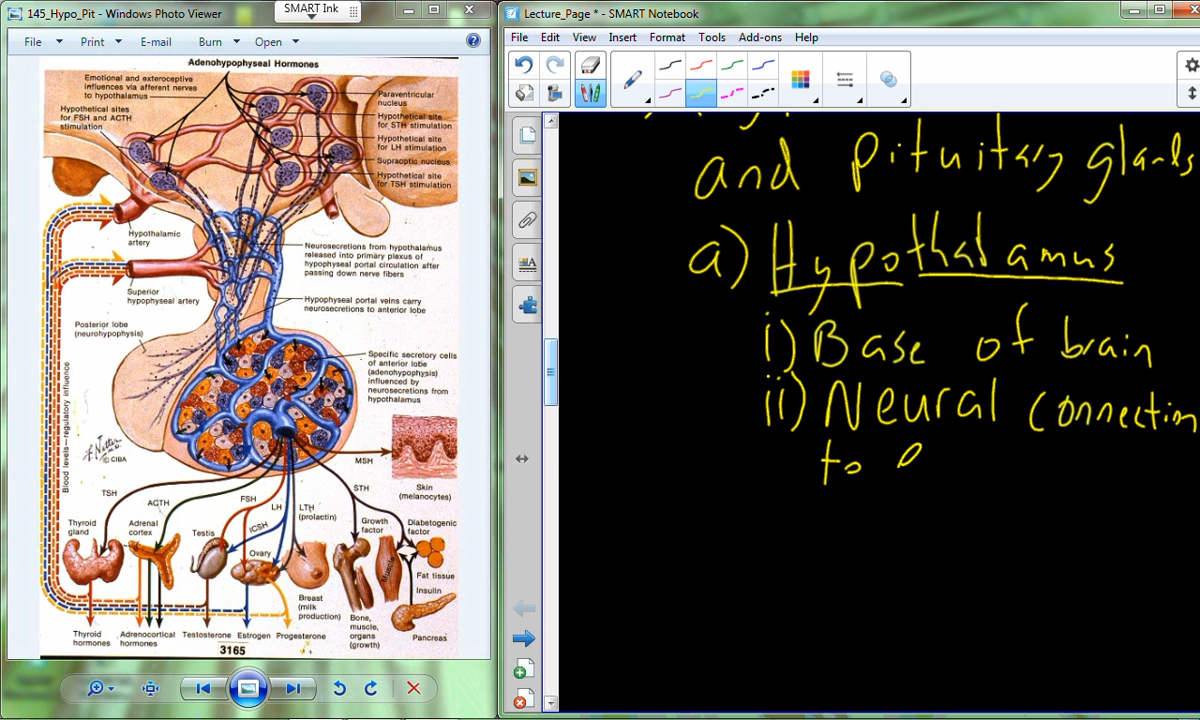 145_Hypo_Pit - Windows Photo Viewer
SMART Ink
File Print E-mail Burn Open
Adenohypophyseal Hormones
Emotional and exteroceptive
influences via afferent nerves
to hypothalamus
Hypothetical sites
for FSH and ACTH
stimulation
Paraventricular
nucleus
Hypothetical site
for STH stimulation
Hypothetical site
for LH stimulation
Supraoptic nucleus
Hypothetical site
for TSH stimulation
Hypothalamic
artery
Superior
hypophyseal artery
Neurosecretions from hypothalamus
released into primary plexus of
hypophyseal portal circulation after
passing down nerve fibers
Hypophyseal portal veins carry
neurosecretions to anterior lobe
Posterior lobe
(neurohypophysis)
Specific secretory cells
of anterior lobe
(adenohypophysis)
influenced by
neurosecretions from
hypothalamus
Blood levels—regulatory influence
F. Netter
M.D.
© CIBA
MSH
Skin
(melanocytes)
TSH
ACTH
FSH
LH
ICSH
LTH
(prolactin)
STH
Growth
factor
Diabetogenic
factor
Thyroid
gland
Adrenal
cortex
Testis
Ovary
Breast
(milk
production)
Muscle
Fat tissue
Insulin
Bone,
muscle,
organs
(growth)
Pancreas
Thyroid
hormones
Adrenocortical
hormones
Testosterone
Estrogen
Progesterone
3165
Lecture_Page * - SMART Notebook
File Edit View Insert Format Tools Add-ons Help
and Pituitary glands
a) Hypothalamus
i) Base of brain
ii) Neural connection
to